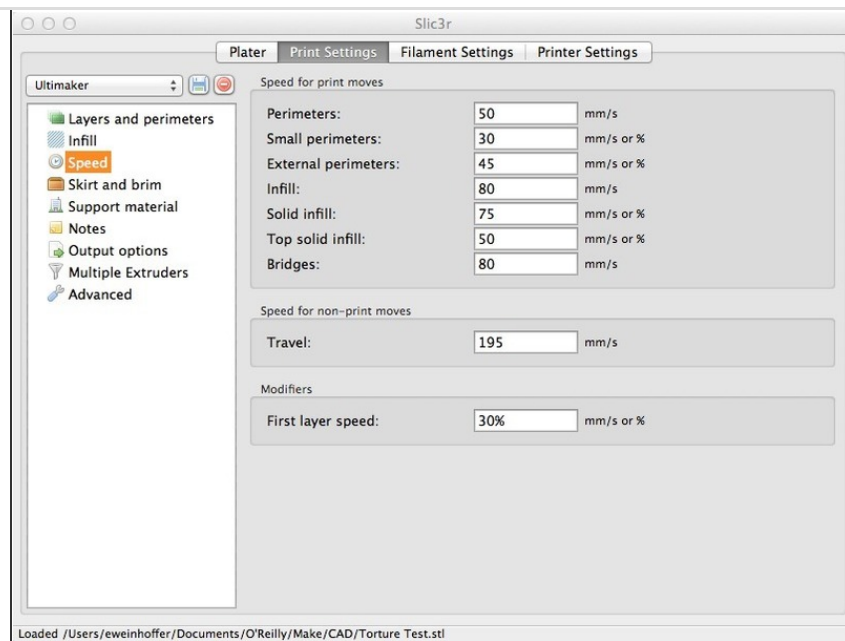 Slic3r
Plater Print Settings Filament Settings Printer Settings
Ultimaker
Layers and perimeters
Infill
Speed
Skirt and brim
Support material
Notes
Output options
Multiple Extruders
Advanced
Speed for print moves
Perimeters: 50 mm/s
Small perimeters: 30 mm/s or %
External perimeters: 45 mm/s or %
Infill: 80 mm/s
Solid infill: 75 mm/s or %
Top solid infill: 50 mm/s or %
Bridges: 80 mm/s
Speed for non-print moves
Travel: 195 mm/s
Modifiers
First layer speed: 30% mm/s or %
Loaded /Users/eweinhoffer/Documents/O'Reilly/Make/CAD/Torture Test.stl